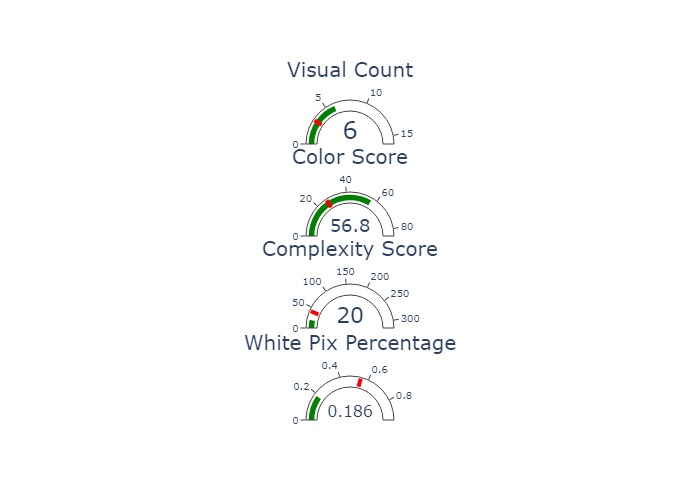 Visual Count
0 5 10 15
6
Color Score
0 20 40 60 80
56.8
Complexity Score
0 50 100 150 200 250 300
20
White Pix Percentage
0 0.2 0.4 0.6 0.8
0.186